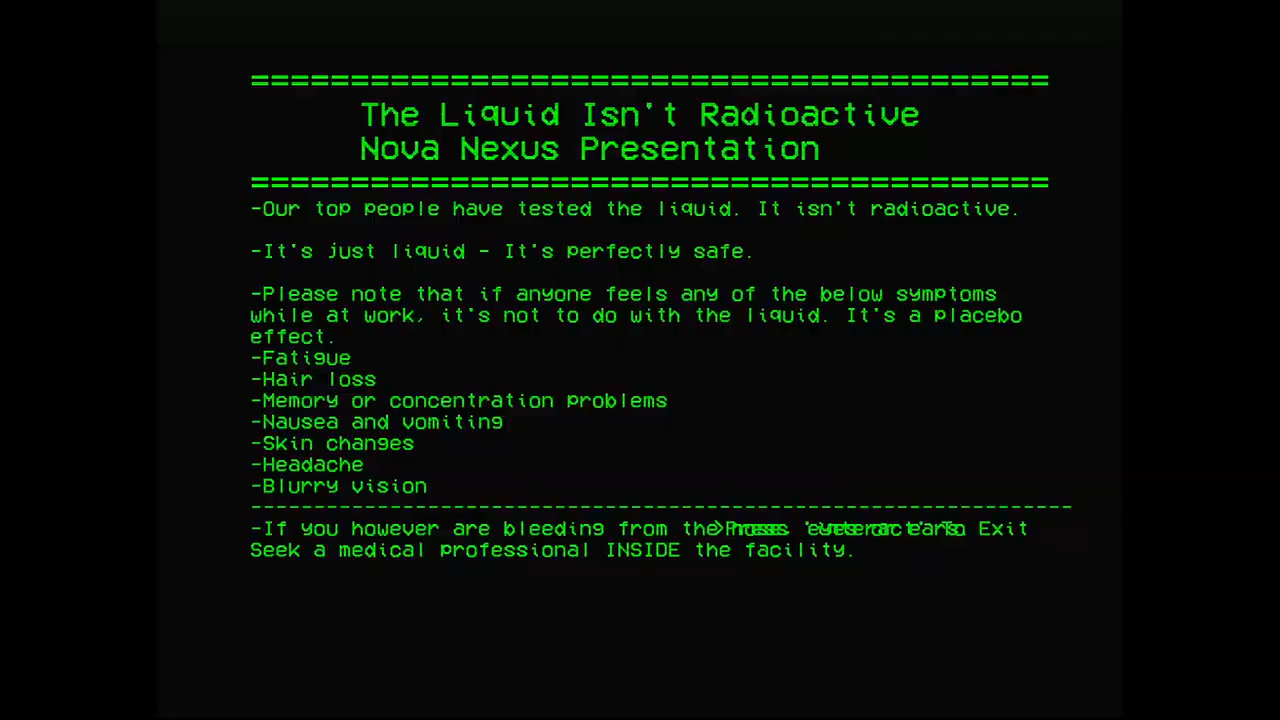 ========================================
The Liquid Isn't Radioactive
Nova Nexus Presentation
========================================
-Our top people have tested the liquid. It isn't radioactive.
-It's just liquid - It's perfectly safe.
-Please note that if anyone feels any of the below symptoms
while at work, it's not to do with the liquid. It's a placebo
effect.
-Fatigue
-Hair loss
-Memory or concentration problems
-Nausea and vomiting
-Skin changes
-Headache
-Blurry vision
-----------------------------------------------------------------
-If you however are bleeding from the To Exit
Seek a medical professional INSIDE the facility.